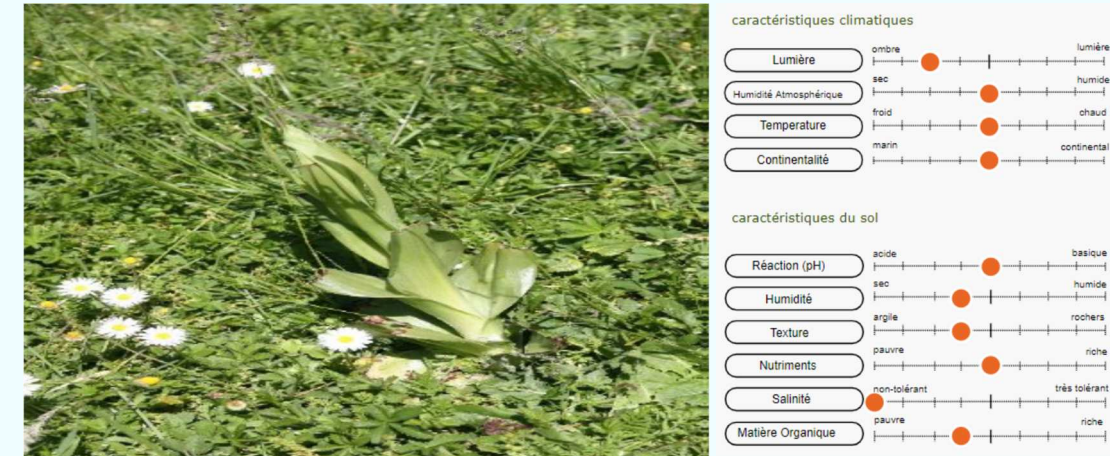 caractéristiques climatiques
Lumière ombre lumière
Humidité Atmosphérique sec humide
Temperature froid chaud
Continentalité marin continental
caractéristiques du sol
Réaction (pH) acide basique
Humidité sec humide
Texture argile rochers
Nutriments pauvre riche
Salinité non-tolérant très tolérant
Matière Organique pauvre riche